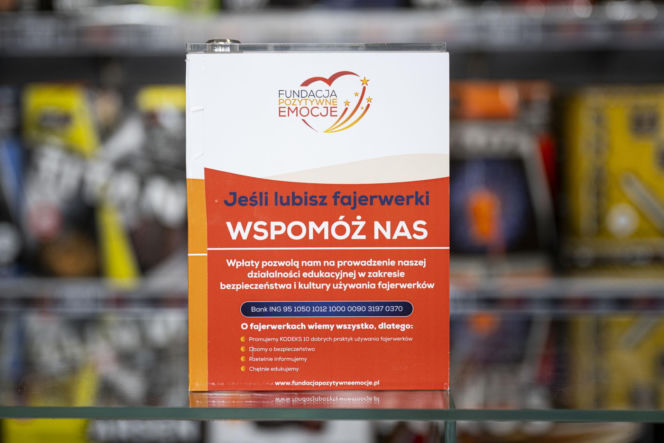 FUNDACJA
POZYTYWNE
EMOCJE
Jeśli lubisz fajerwerki
WSPOMÓŻ NAS
Wpłaty pozwolą nam na prowadzenie naszej
działalności edukacyjnej w zakresie
bezpieczeństwa i kultury używania fajerwerków
Bank ING 95 1050 1012 1000 0090 3197 0370
O fajerwerkach wiemy wszystko, dlatego:
Promujemy KODEKS 10 dobrych praktyk używania fajerwerków
Dbamy o bezpieczeństwo
Rzetelnie informujemy
Chętnie edukujemy
www.fundacjapozytywneemocje.pl